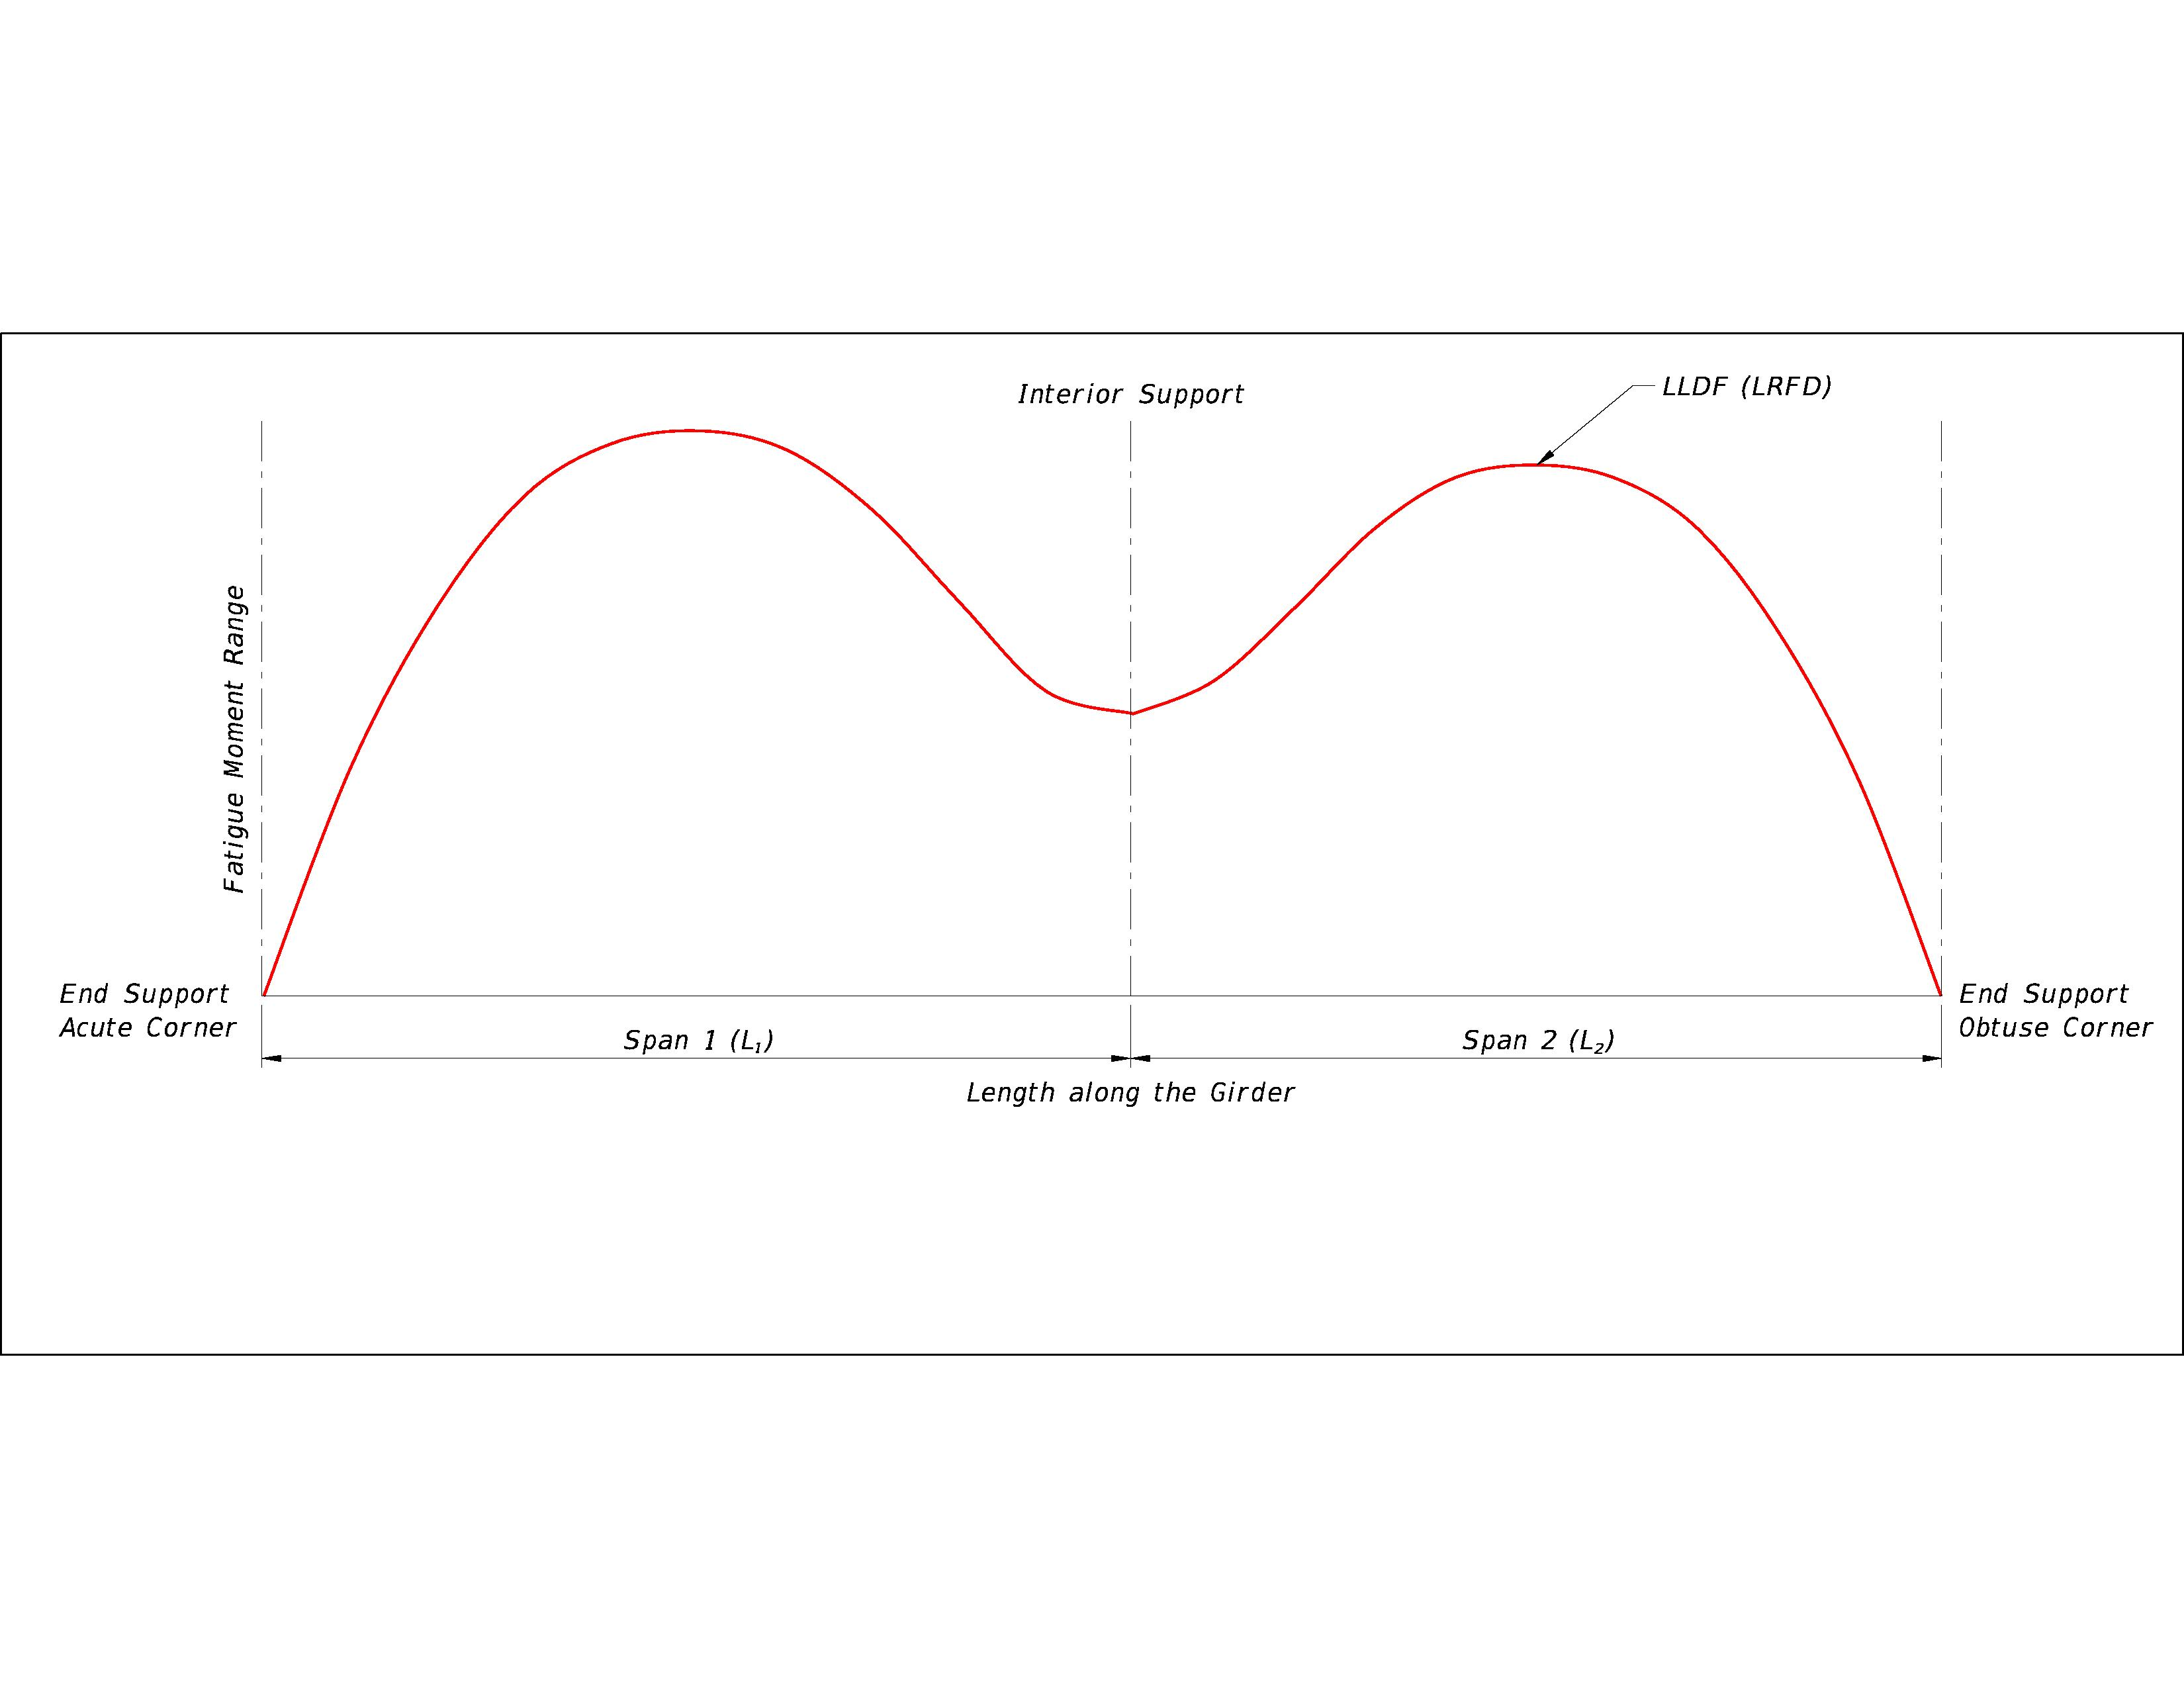 Interior Support
LLDF (LRFD)
Fatigue Moment Range
End Support
Acute Corner
End Support
Obtuse Corner
Span 1 (L₁)
Span 2 (L₂)
Length along the Girder